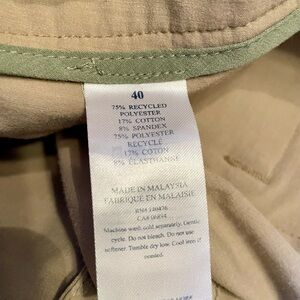 40
75% RECYCLED
POLYESTER
17% COTTON
8% SPANDEX
75% POLYESTER
RECYCLÉ
17% COTON
8% ÉLASTHANNE
MADE IN MALAYSIA
FABRIQUÉ EN MALAISIE
Machine wash cold separately. Gentle
cycle. Do not bleach. Do not use
softener. Tumble dry low. Cool iron if
needed.